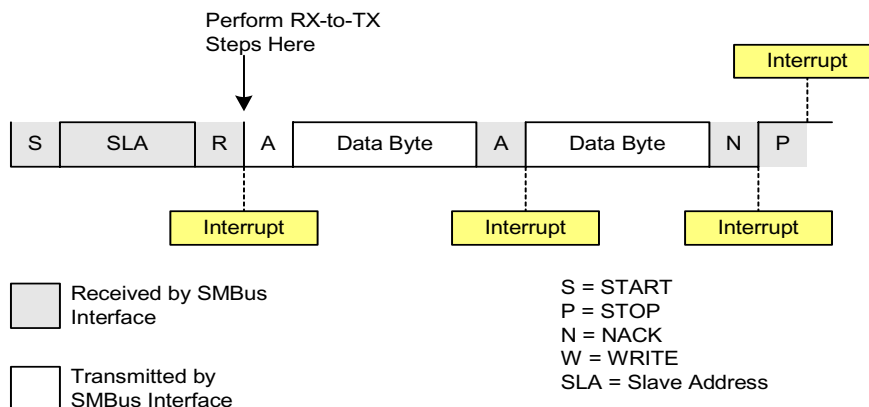 Perform RX-to-TX
Steps Here
Interrupt
S SLA R A Data Byte A Data Byte N P
Interrupt Interrupt Interrupt
Received by SMBus
Interface
Transmitted by
SMBus Interface
S = START
P = STOP
N = NACK
W = WRITE
SLA = Slave Address